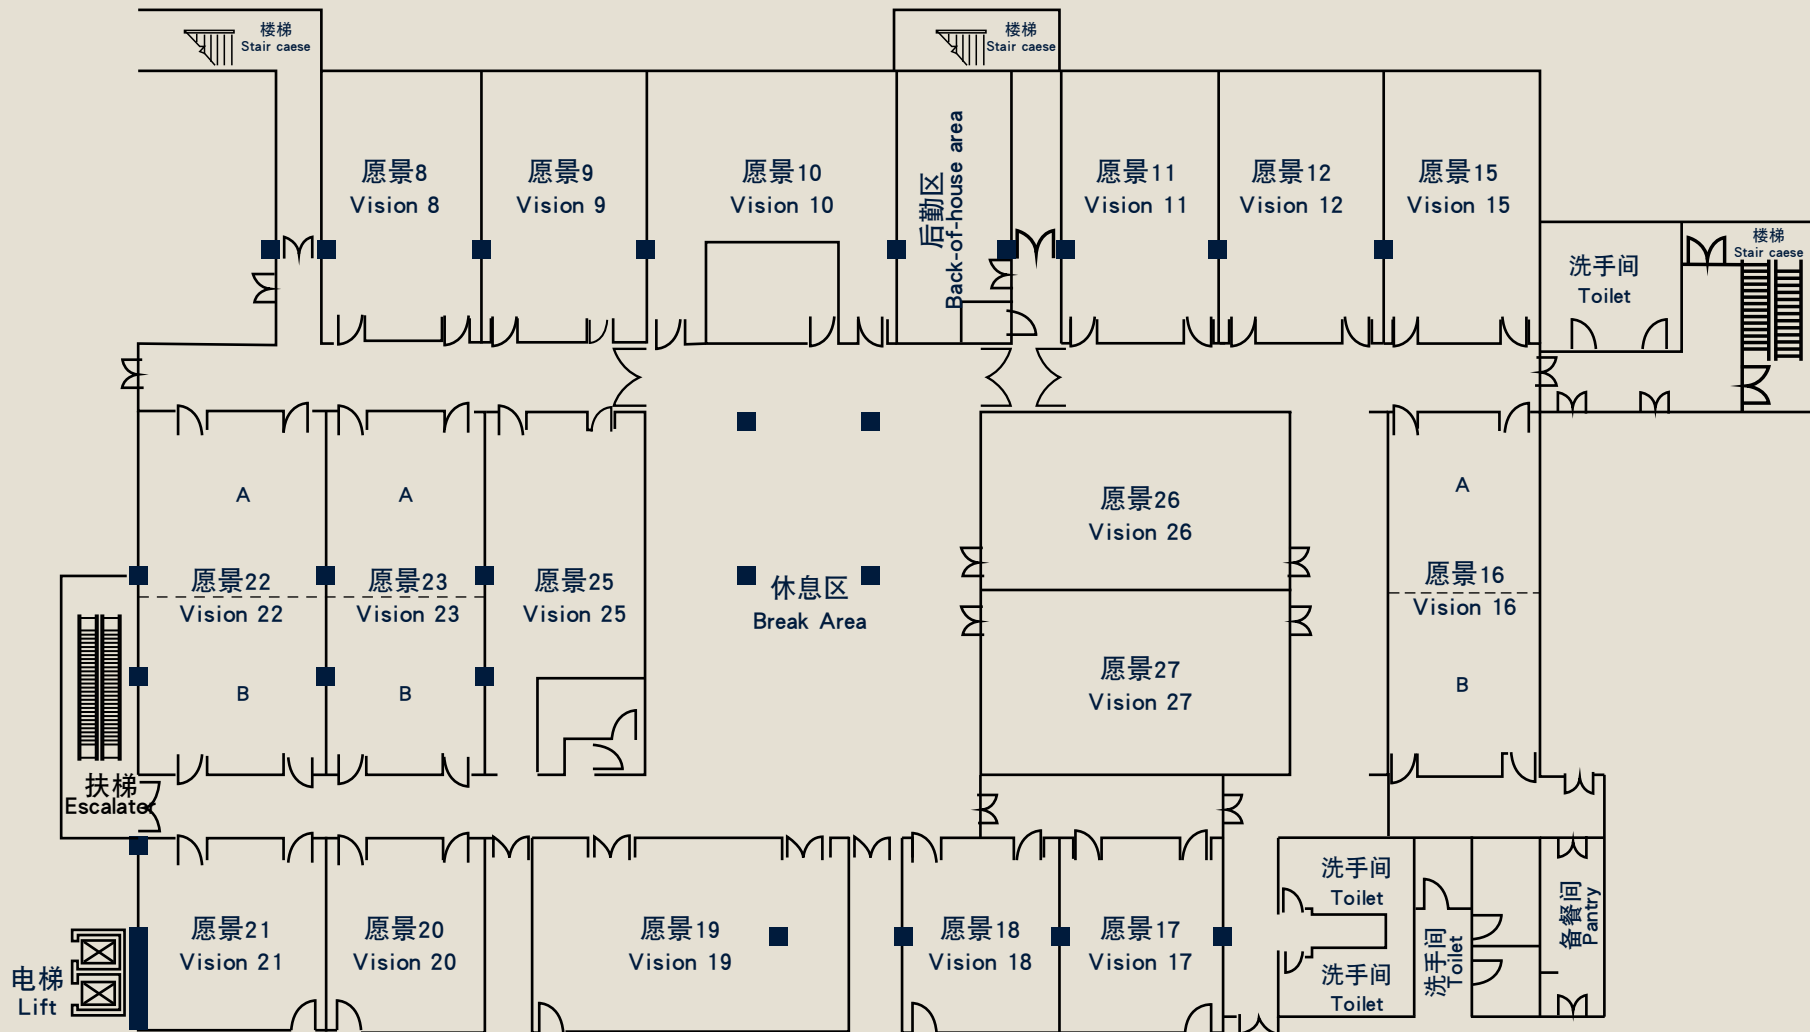 楼梯
Stair caese
楼梯
Stair caese
愿景8
Vision 8
愿景9
Vision 9
愿景10
Vision 10
后勤区
Back-of-house area
愿景11
Vision 11
愿景12
Vision 12
愿景15
Vision 15
洗手间
Toilet
楼梯
Stair caese
A
A
愿景22
Vision 22
愿景23
Vision 23
愿景25
Vision 25
B
B
休息区
Break Area
愿景26
Vision 26
愿景27
Vision 27
A
愿景16
Vision 16
B
扶梯
Escalator
电梯
Lift
愿景21
Vision 21
愿景20
Vision 20
愿景19
Vision 19
愿景18
Vision 18
愿景17
Vision 17
洗手间
Toilet
洗手间
Toilet
洗手间
Toilet
备餐间
Pantry